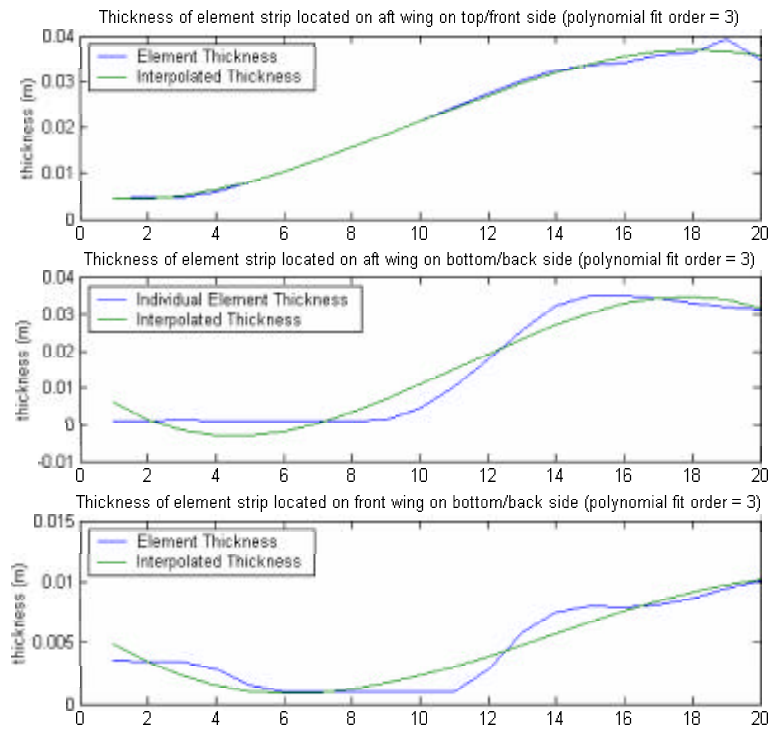 Thickness of element strip located on aft wing on top/front side (polynomial fit order = 3)
0.04
0.03
0.02
0.01
0
thickness (m)
Element Thickness
Interpolated Thickness
0 2 4 6 8 10 12 14 16 18 20
Thickness of element strip located on aft wing on bottom/back side (polynomial fit order = 3)
0.04
0.03
0.02
0.01
0
-0.01
thickness (m)
Individual Element Thickness
Interpolated Thickness
0 2 4 6 8 10 12 14 16 18 20
Thickness of element strip located on front wing on bottom/back side (polynomial fit order = 3)
0.015
0.01
0.005
0
thickness (m)
Element Thickness
Interpolated Thickness
0 2 4 6 8 10 12 14 16 18 20